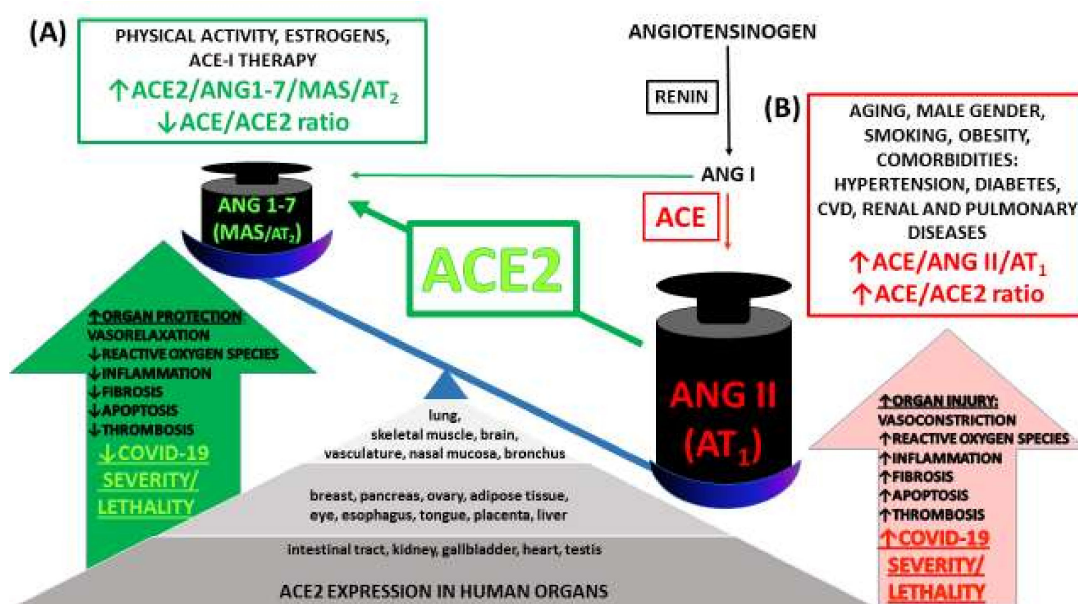 (A)
PHYSICAL ACTIVITY, ESTROGENS,
ACE-I THERAPY
↑ACE2/ANG1-7/MAS/AT₂
↓ACE/ACE2 ratio
ANGIOTENSINOGEN
RENIN
ANG I
ACE
(B)
AGING, MALE GENDER,
SMOKING, OBESITY,
COMORBIDITIES:
HYPERTENSION, DIABETES,
CVD, RENAL AND PULMONARY
DISEASES
↑ACE/ANG II/AT₁
↑ACE/ACE2 ratio
ANG 1-7
(MAS/AT₂)
ACE2
ANG II
(AT₁)
↑ORGAN PROTECTION:
VASORELAXATION
↓REACTIVE OXYGEN SPECIES
↓INFLAMMATION
↓FIBROSIS
↓APOPTOSIS
↓THROMBOSIS
↓COVID-19
SEVERITY/
LETHALITY
lung,
skeletal muscle, brain,
vasculature, nasal mucosa, bronchus
breast, pancreas, ovary, adipose tissue,
eye, esophagus, tongue, placenta, liver
intestinal tract, kidney, gallbladder, heart, testis
ACE2 EXPRESSION IN HUMAN ORGANS
↑ORGAN INJURY:
VASOCONSTRICTION
↑REACTIVE OXYGEN SPECIES
↑INFLAMMATION
↑FIBROSIS
↑APOPTOSIS
↑THROMBOSIS
↑COVID-19
SEVERITY/
LETHALITY